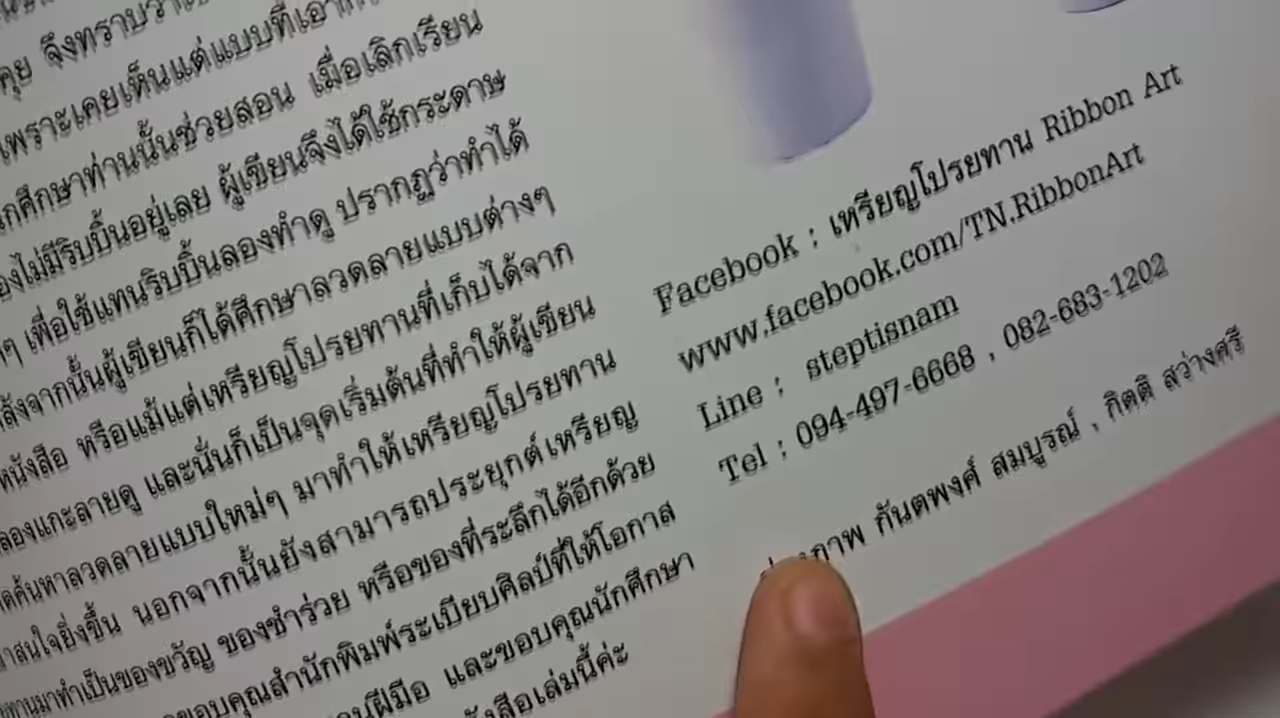 คุย จึงทราบว่า
เพราะเคยเห็นแต่แบบที่เอา
นักศึกษาท่านนั้นช่วยสอน เมื่อเลิกเรียน
ไม่มีริบบิ้นอยู่เลย ผู้เขียนจึงได้ใช้กระดาษ
ๆ เพื่อใช้แทนริบบิ้นลองทำดู ปรากฏว่าทำได้
หลังจากนั้นผู้เขียนก็ได้ศึกษาลวดลายแบบต่างๆ
หนังสือ หรือแม้แต่เหรียญโปรยทานที่เก็บได้จาก
ลองแกะลายดู และนั่นก็เป็นจุดเริ่มต้นที่ทำให้ผู้เขียน
ค้นหาลวดลายแบบใหม่ๆ มาทำให้เหรียญโปรยทาน
น่าสนใจยิ่งขึ้น นอกจากนั้นยังสามารถประยุกต์เหรียญ
มาทำเป็นของขวัญ ของชำร่วย หรือของที่ระลึกได้อีกด้วย
ขอบคุณสำนักพิมพ์ระเบียบศิลป์ที่ให้โอกาส
ฝีมือ และขอบคุณนักศึกษา
หนังสือเล่มนี้ค่ะ
Facebook : เหรียญโปรยทาน Ribbon Art
www.facebook.com/TN.RibbonArt
Line : steptisnam
Tel : 094-497-6668 , 082-683-1202
ภาพ กันตพงศ์ สมบูรณ์ , กิตติ สว่างศรี